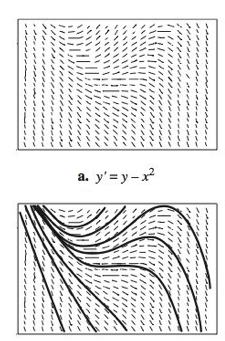 a. y' = y – x²